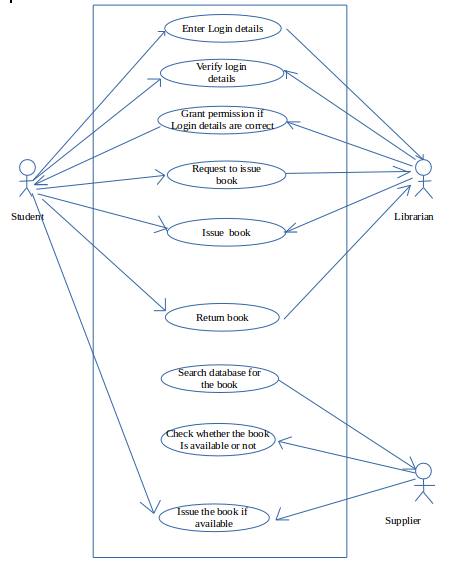 Enter Login details
Verify login
details
Grant permission if
Login details are correct
Request to issue
book
Student
Librarian
Issue book
Return book
Search database for
the book
Check whether the book
Is available or not
Issue the book if
available
Supplier